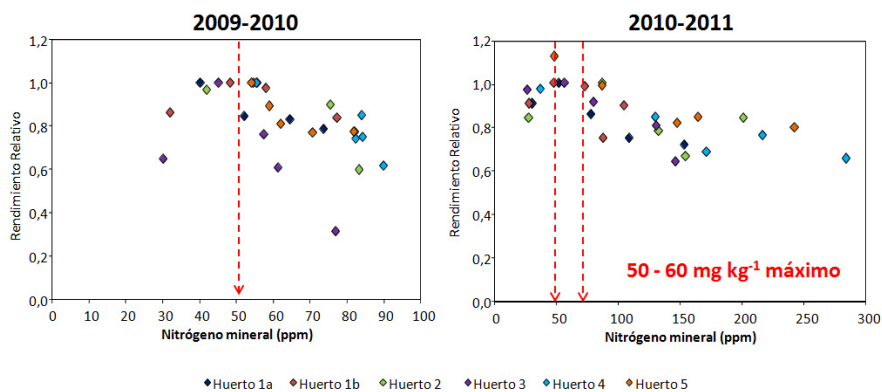 2009-2010
1,2
1,0
0,8
0,6
0,4
0,2
0,0
Rendimiento Relativo
0 10 20 30 40 50 60 70 80 90 100
Nitrógeno mineral (ppm)
2010-2011
1,2
1,0
0,8
0,6
0,4
0,2
0,0
Rendimiento Relativo
50 - 60 mg kg⁻¹ máximo
0 50 100 150 200 250 300
Nitrógeno mineral (ppm)
Huerto 1a Huerto 1b Huerto 2 Huerto 3 Huerto 4 Huerto 5